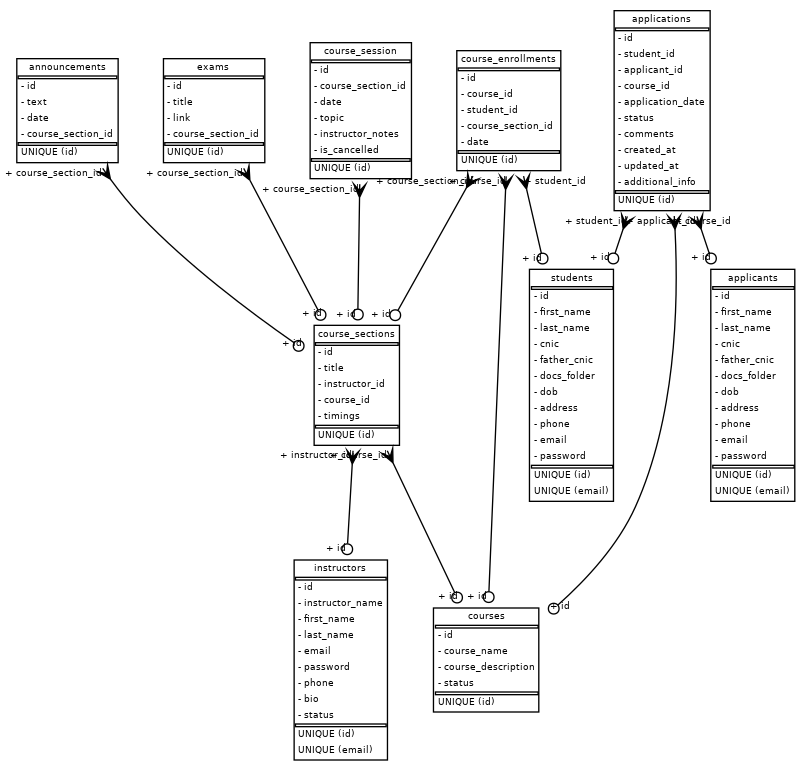 announcements
- id
- text
- date
- course_section_id
UNIQUE (id)
+ course_section_id
exams
- id
- title
- link
- course_section_id
UNIQUE (id)
+ course_section_id
course_session
- id
- course_section_id
- date
- topic
- instructor_notes
- is_cancelled
UNIQUE (id)
+ course_section_id
course_enrollments
- id
- course_id
- student_id
- course_section_id
- date
UNIQUE (id)
+ student_id
applications
- id
- student_id
- applicant_id
- course_id
- application_date
- status
- comments
- created_at
- updated_at
- additional_info
UNIQUE (id)
+ student_id
+ id
+ id
+ id
+ id
+ id
+ id
+ id
course_sections
- id
- title
- instructor_id
- course_id
- timings
UNIQUE (id)
students
- id
- first_name
- last_name
- cnic
- father_cnic
- docs_folder
- dob
- address
- phone
- email
- password
UNIQUE (id)
UNIQUE (email)
applicants
- id
- first_name
- last_name
- cnic
- father_cnic
- docs_folder
- dob
- address
- phone
- email
- password
UNIQUE (id)
UNIQUE (email)
+ id
+ id
+ id
+ id
instructors
- id
- instructor_name
- first_name
- last_name
- email
- password
- phone
- bio
- status
UNIQUE (id)
UNIQUE (email)
courses
- id
- course_name
- course_description
- status
UNIQUE (id)